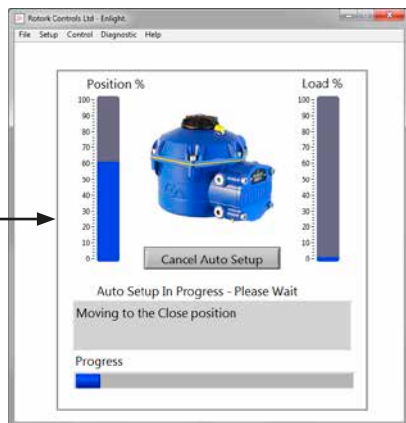 Rotork Controls Ltd - Enlight.
File Setup Control Diagnostic Help
Position %
Load %
100
90
80
70
60
50
40
30
20
10
0
100
90
80
70
60
50
40
30
20
10
0
Cancel Auto Setup
Auto Setup In Progress - Please Wait
Moving to the Close position
Progress